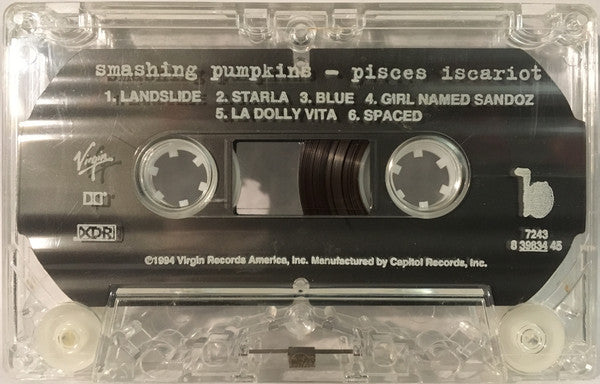 smashing pumpkins - pisces iscariot
1. LANDSLIDE 2. STARLA 3. BLUE 4. GIRL NAMED SANDOZ
5. LA DOLLY VITA 6. SPACED
Virgin
XDR
7243
8 39834 45
©1994 Virgin Records America, Inc. Manufactured by Capitol Records, Inc.